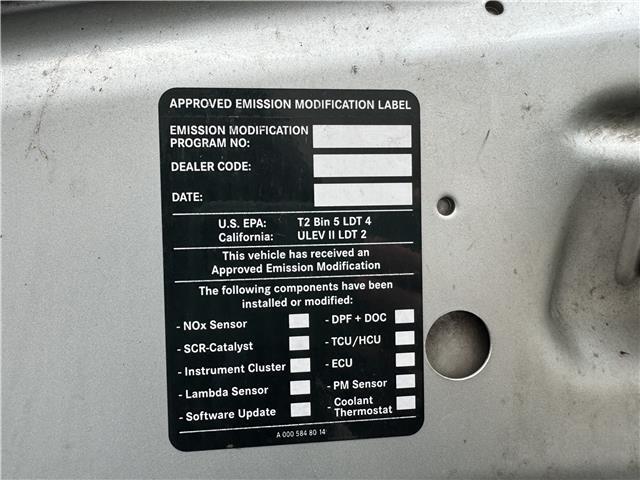 APPROVED EMISSION MODIFICATION LABEL
EMISSION MODIFICATION
PROGRAM NO:
DEALER CODE:
DATE:
U.S. EPA: T2 Bin 5 LDT 4
California: ULEV II LDT 2
This vehicle has received an
Approved Emission Modification
The following components have been
installed or modified:
- NOx Sensor - DPF + DOC
- SCR-Catalyst - TCU/HCU
- Instrument Cluster - ECU
- Lambda Sensor - PM Sensor
- Software Update - Coolant
Thermostat
A 000 584 80 14